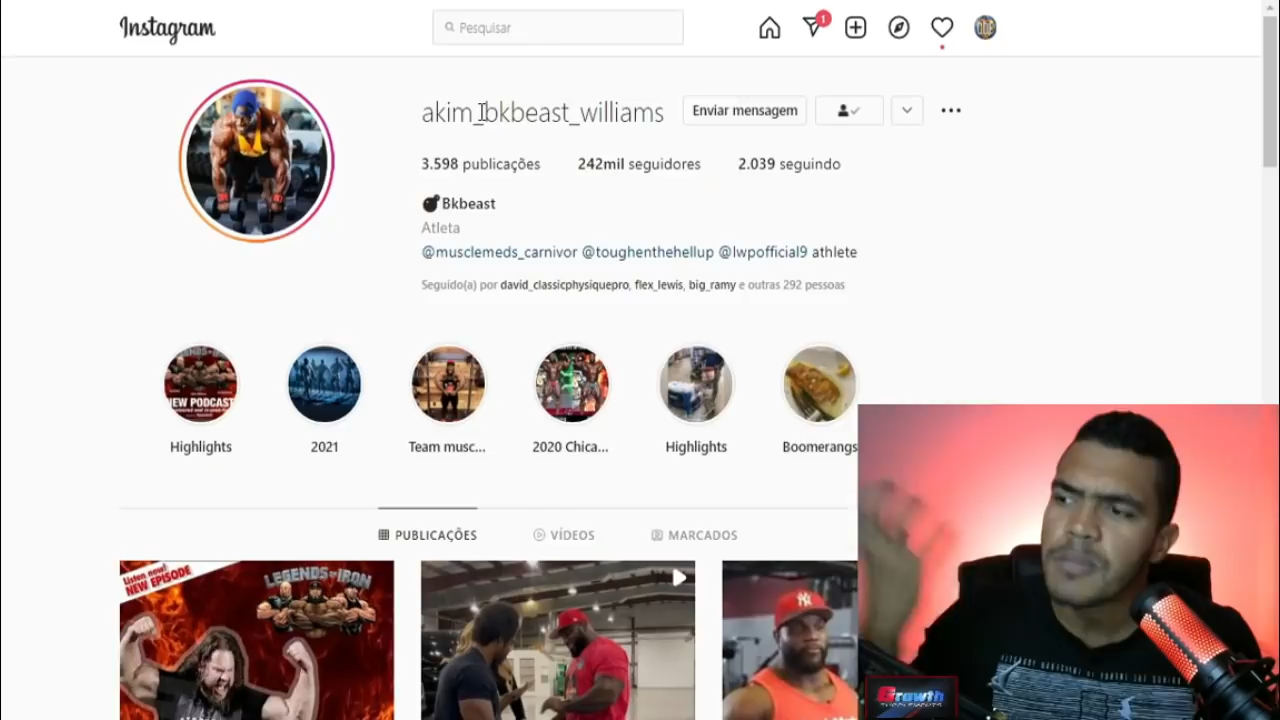 Instagram
Pesquisar
1
akim_bkbeast_williams
Enviar mensagem
3.598 publicações
242mil seguidores
2.039 seguindo
Bkbeast
Atleta
@musclemeds_carnivor @toughenthehellup @lwpofficial9 athlete
Seguido(a) por david_classicphysiquepro, flex_lewis, big_ramy e outras 292 pessoas
NEW PODCAST
Highlights
2021
Team musc...
2020 Chica...
Highlights
Boomerangs
PUBLICAÇÕES
VÍDEOS
MARCADOS
Listen now!
NEW EPISODE
LEGENDS OF IRON
Growth